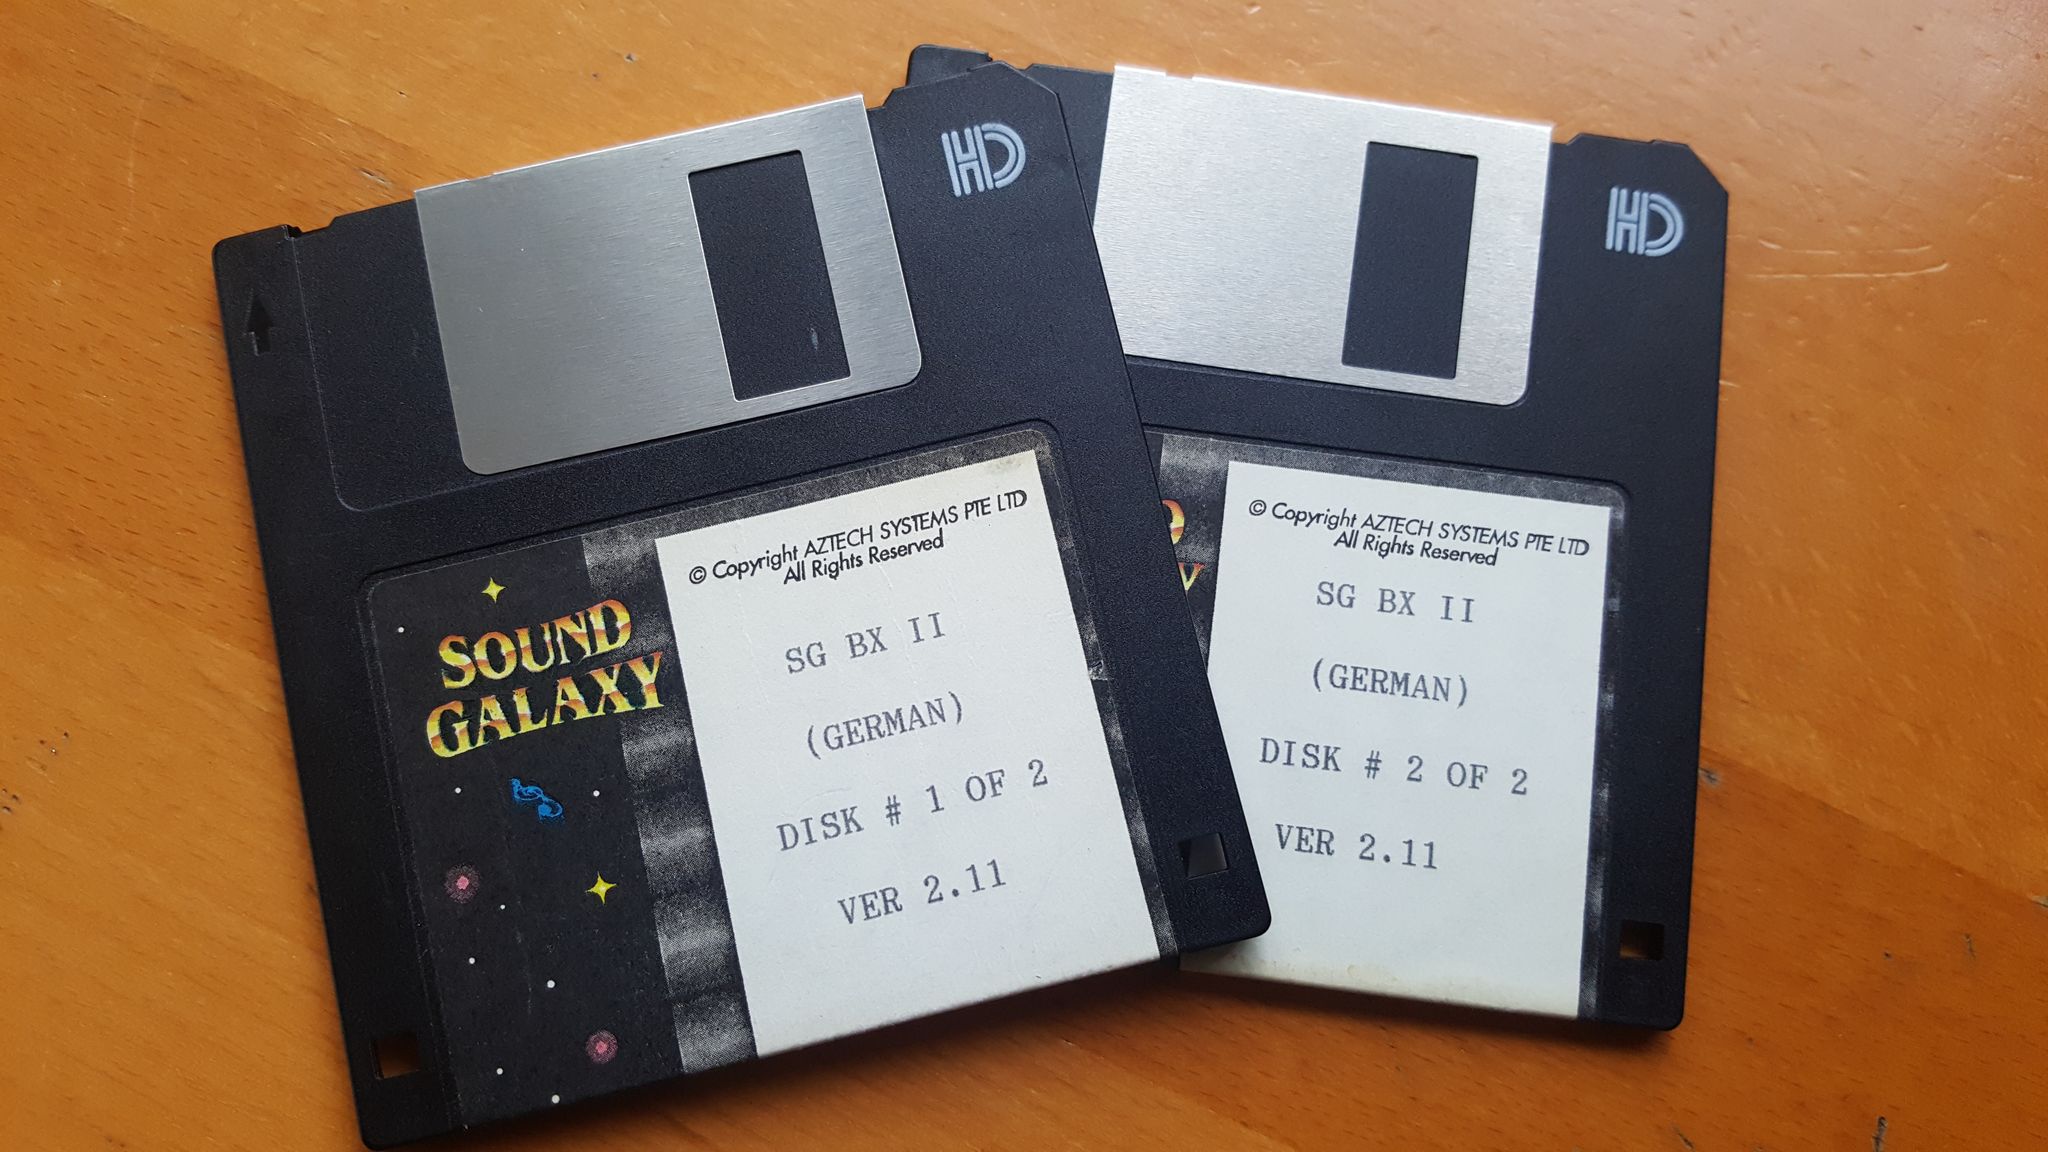 HD
SOUND
GALAXY
© Copyright AZTECH SYSTEMS PTE LTD
All Rights Reserved
SG BX II
(GERMAN)
DISK # 1 OF 2
VER 2.11
HD
© Copyright AZTECH SYSTEMS PTE LTD
All Rights Reserved
SG BX II
(GERMAN)
DISK # 2 OF 2
VER 2.11